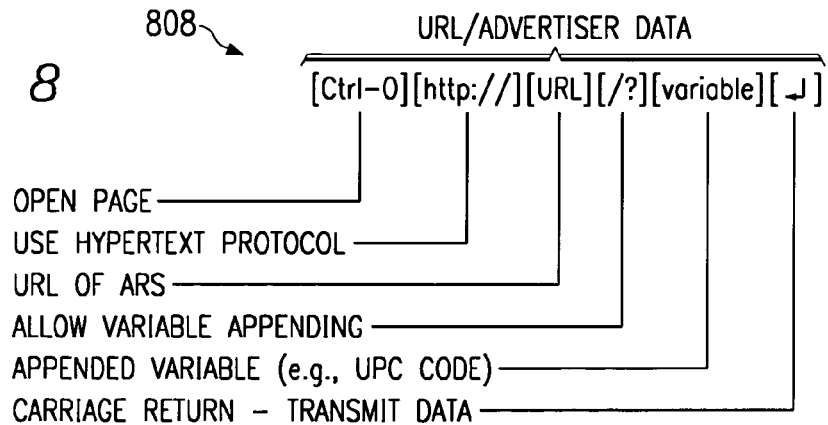 808
URL/ADVERTISER DATA
8
[Ctrl-O][http://][URL][/?][variable][↵]
OPEN PAGE
USE HYPERTEXT PROTOCOL
URL OF ARS
ALLOW VARIABLE APPENDING
APPENDED VARIABLE (e.g., UPC CODE)
CARRIAGE RETURN – TRANSMIT DATA